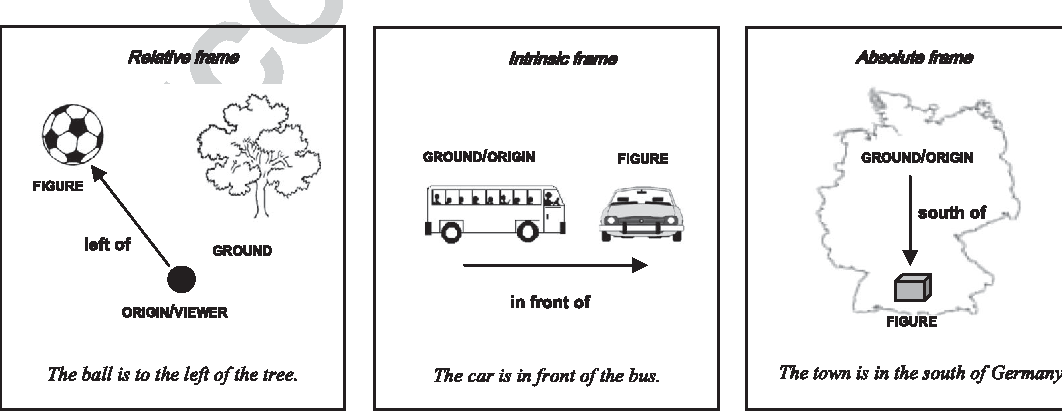 Relative frame
FIGURE
left of
GROUND
ORIGIN/VIEWER
The ball is to the left of the tree.
Intrinsic frame
GROUND/ORIGIN
FIGURE
in front of
The car is in front of the bus.
Absolute frame
GROUND/ORIGIN
south of
FIGURE
The town is in the south of Germany